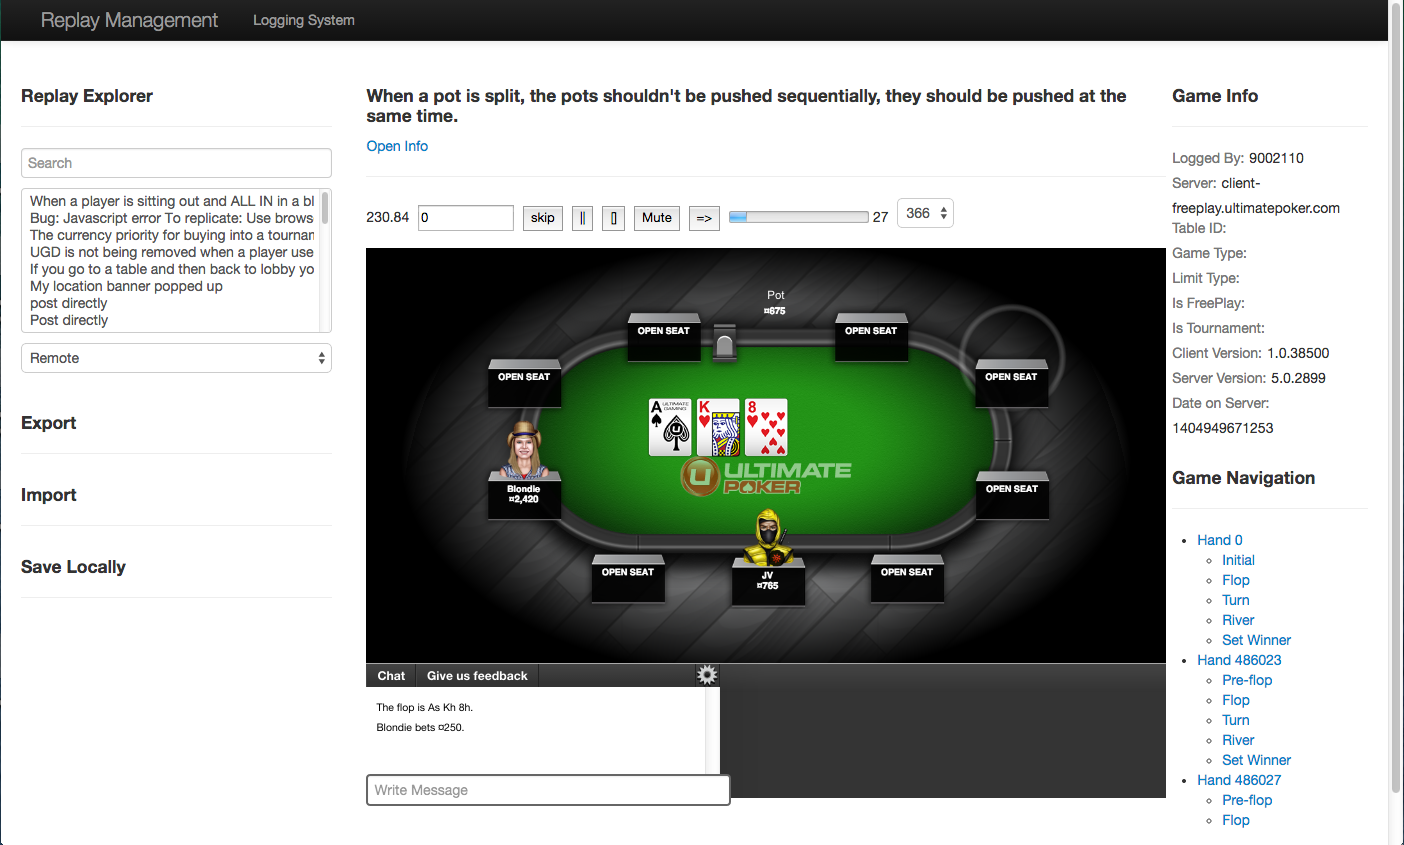 Replay Management
Logging System
Replay Explorer
Search
When a player is sitting out and ALL IN in a bl
Bug: Javascript error To replicate: Use brows
The currency priority for buying into a tournam
UGD is not being removed when a player use
If you go to a table and then back to lobby yo
My location banner popped up
post directly
Post directly
Remote
Export
Import
Save Locally
When a pot is split, the pots shouldn't be pushed sequentially, they should be pushed at the
same time.
Open Info
230.84
0
skip
||
[]
Mute
=>
27
366
Pot
¤675
OPEN SEAT
OPEN SEAT
OPEN SEAT
OPEN SEAT
A
ULTIMATE
GAMING
K
8
ULTIMATE
POKER
Blondie
¤2,420
OPEN SEAT
OPEN SEAT
JV
¤765
OPEN SEAT
Chat
Give us feedback
The flop is As Kh 8h.
Blondie bets ¤250.
Write Message
Game Info
Logged By: 9002110
Server: client-
freeplay.ultimatepoker.com
Table ID:
Game Type:
Limit Type:
Is FreePlay:
Is Tournament:
Client Version: 1.0.38500
Server Version: 5.0.2899
Date on Server:
1404949671253
Game Navigation
Hand 0
Initial
Flop
Turn
River
Set Winner
Hand 486023
Pre-flop
Flop
Turn
River
Set Winner
Hand 486027
Pre-flop
Flop